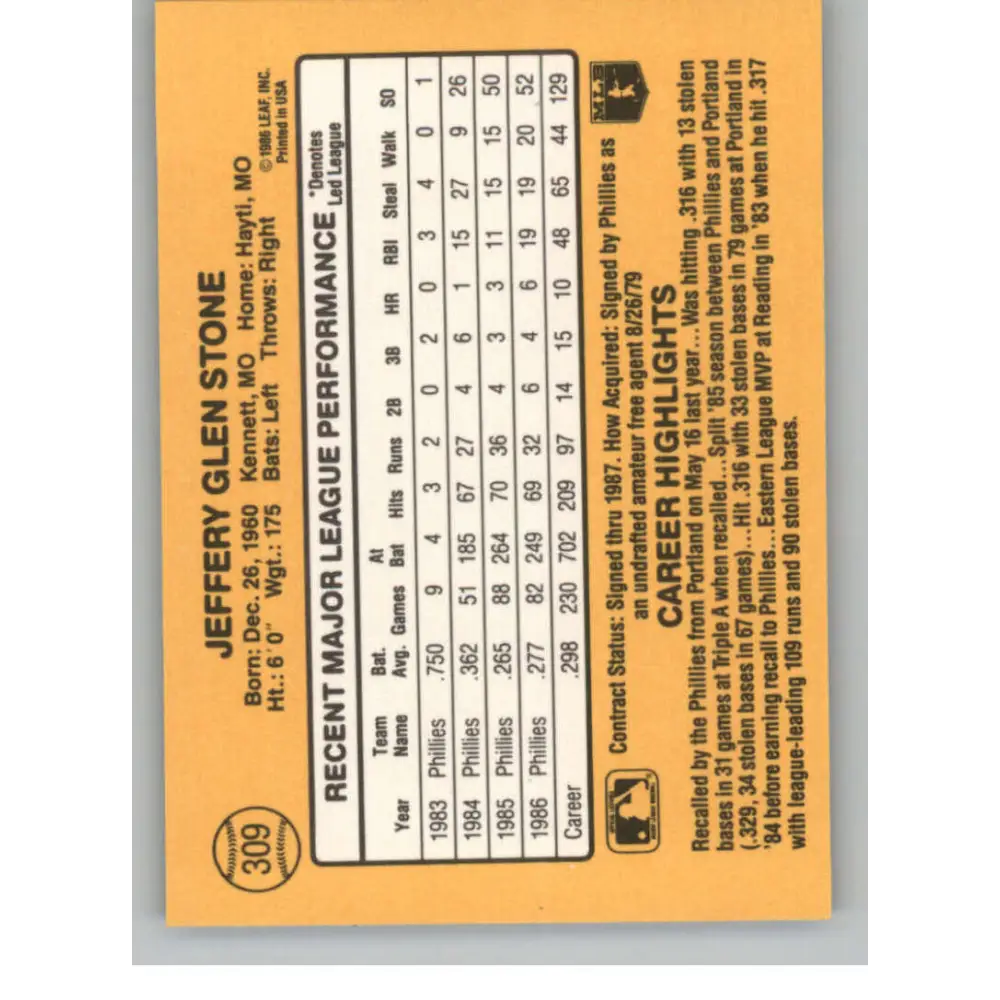 309
JEFFERY GLEN STONE
Born: Dec. 26, 1960 Kennett, MO Home: Hayti, MO
Ht.: 6'0" Wgt.: 175 Bats: Left Throws: Right
© 1986 LEAF, INC.
Printed in USA
RECENT MAJOR LEAGUE PERFORMANCE
*Denotes
Led League
Year Team Name Bat. Avg. Games At Bat Hits Runs 2B 3B HR RBI Steal Walk SO
1983 Phillies .750 9 4 3 2 0 2 0 3 4 0 1
1984 Phillies .362 51 185 67 27 4 6 1 15 27 9 26
1985 Phillies .265 88 264 70 36 4 3 3 11 15 15 50
1986 Phillies .277 82 249 69 32 6 4 6 19 19 20 52
Career .298 230 702 209 97 14 15 10 48 65 44 129
Contract Status: Signed thru 1987. How Acquired: Signed by Phillies as
an undrafted amateur free agent 8/26/79
MLB
CAREER HIGHLIGHTS
Recalled by the Phillies from Portland on May 16 last year...Was hitting .316 with 13 stolen
bases in 31 games at Triple A when recalled...Split '85 season between Phillies and Portland
(.329, 34 stolen bases in 67 games)...Hit .316 with 33 stolen bases in 79 games at Portland in
'84 before earning recall to Phillies...Eastern League MVP at Reading in '83 when he hit .317
with league-leading 109 runs and 90 stolen bases.